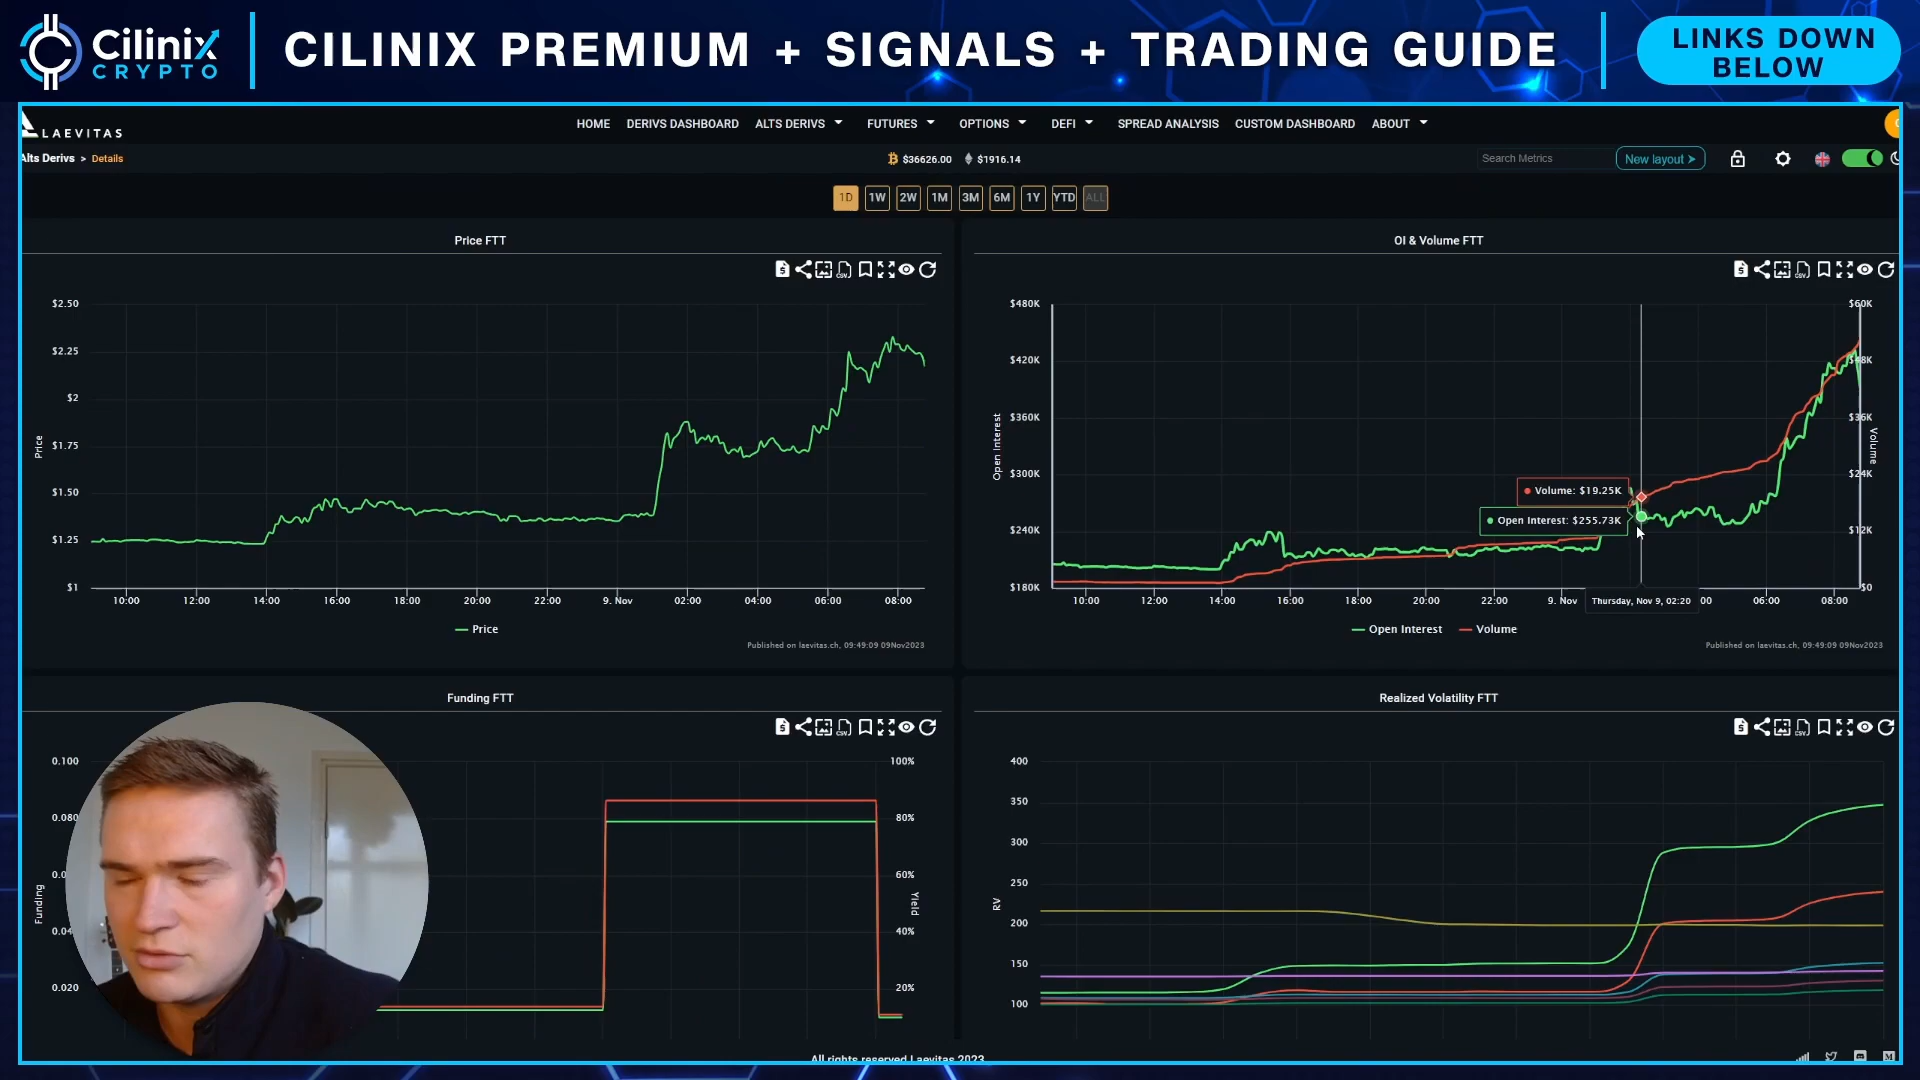 Cilinix
CRYPTO
CILINIX PREMIUM + SIGNALS + TRADING GUIDE
LINKS DOWN
BELOW
LAEVITAS
HOME DERIVS DASHBOARD ALTS DERIVS FUTURES OPTIONS DEFI SPREAD ANALYSIS CUSTOM DASHBOARD ABOUT
Alts Derivs > Details
$36626.00 $1916.14
Search Metrics
New layout
1D 1W 2W 1M 3M 6M 1Y YTD ALL
Price FTT
$2.50
$2.25
$2
$1.75
$1.50
$1.25
$1
Price
10:00 12:00 14:00 16:00 18:00 20:00 22:00 9. Nov 02:00 04:00 06:00 08:00
Price
Published on laevitas.ch, 09:49:09 09Nov2023
OI & Volume FTT
$480K
$420K
$360K
$300K
$240K
$180K
Open Interest
$60K
$48K
$36K
$24K
$12K
$0
Volume
Volume: $19.25K
Open Interest: $255.73K
10:00 12:00 14:00 16:00 18:00 20:00 22:00 9. Nov Thursday, Nov 9, 02:20 00 06:00 08:00
Open Interest Volume
Published on laevitas.ch, 09:49:09 09Nov2023
Funding FTT
0.100
0.080
0.0
0.04
0.020
Funding
100%
80%
60%
40%
20%
Yield
Realized Volatility FTT
400
350
300
250
200
150
100
RV
All rights reserved Laevitas 2023